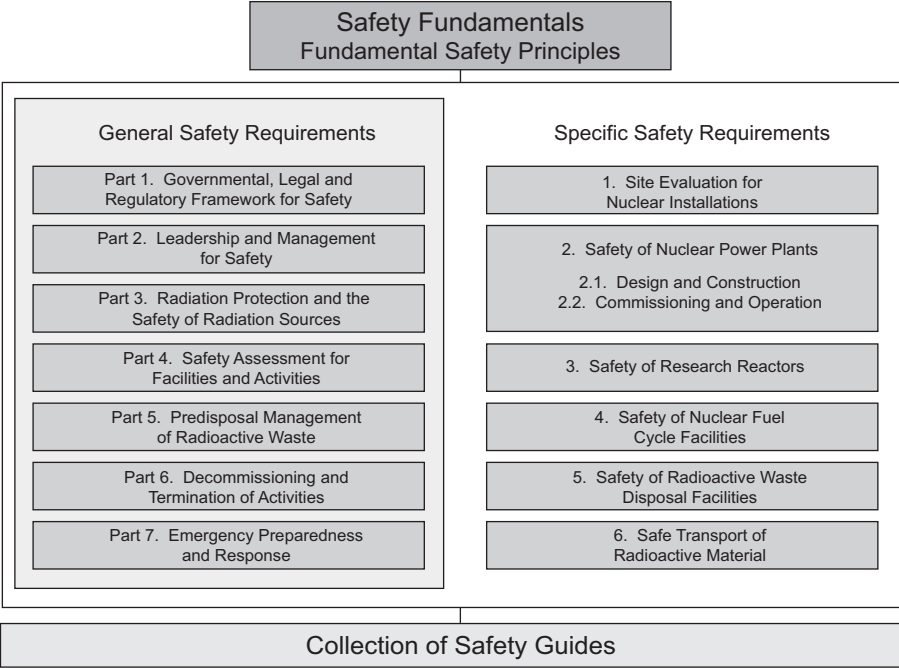 Safety Fundamentals
Fundamental Safety Principles
General Safety Requirements
Part 1. Governmental, Legal and
Regulatory Framework for Safety
Part 2. Leadership and Management
for Safety
Part 3. Radiation Protection and the
Safety of Radiation Sources
Part 4. Safety Assessment for
Facilities and Activities
Part 5. Predisposal Management
of Radioactive Waste
Part 6. Decommissioning and
Termination of Activities
Part 7. Emergency Preparedness
and Response
Specific Safety Requirements
1. Site Evaluation for
Nuclear Installations
2. Safety of Nuclear Power Plants
2.1. Design and Construction
2.2. Commissioning and Operation
3. Safety of Research Reactors
4. Safety of Nuclear Fuel
Cycle Facilities
5. Safety of Radioactive Waste
Disposal Facilities
6. Safe Transport of
Radioactive Material
Collection of Safety Guides